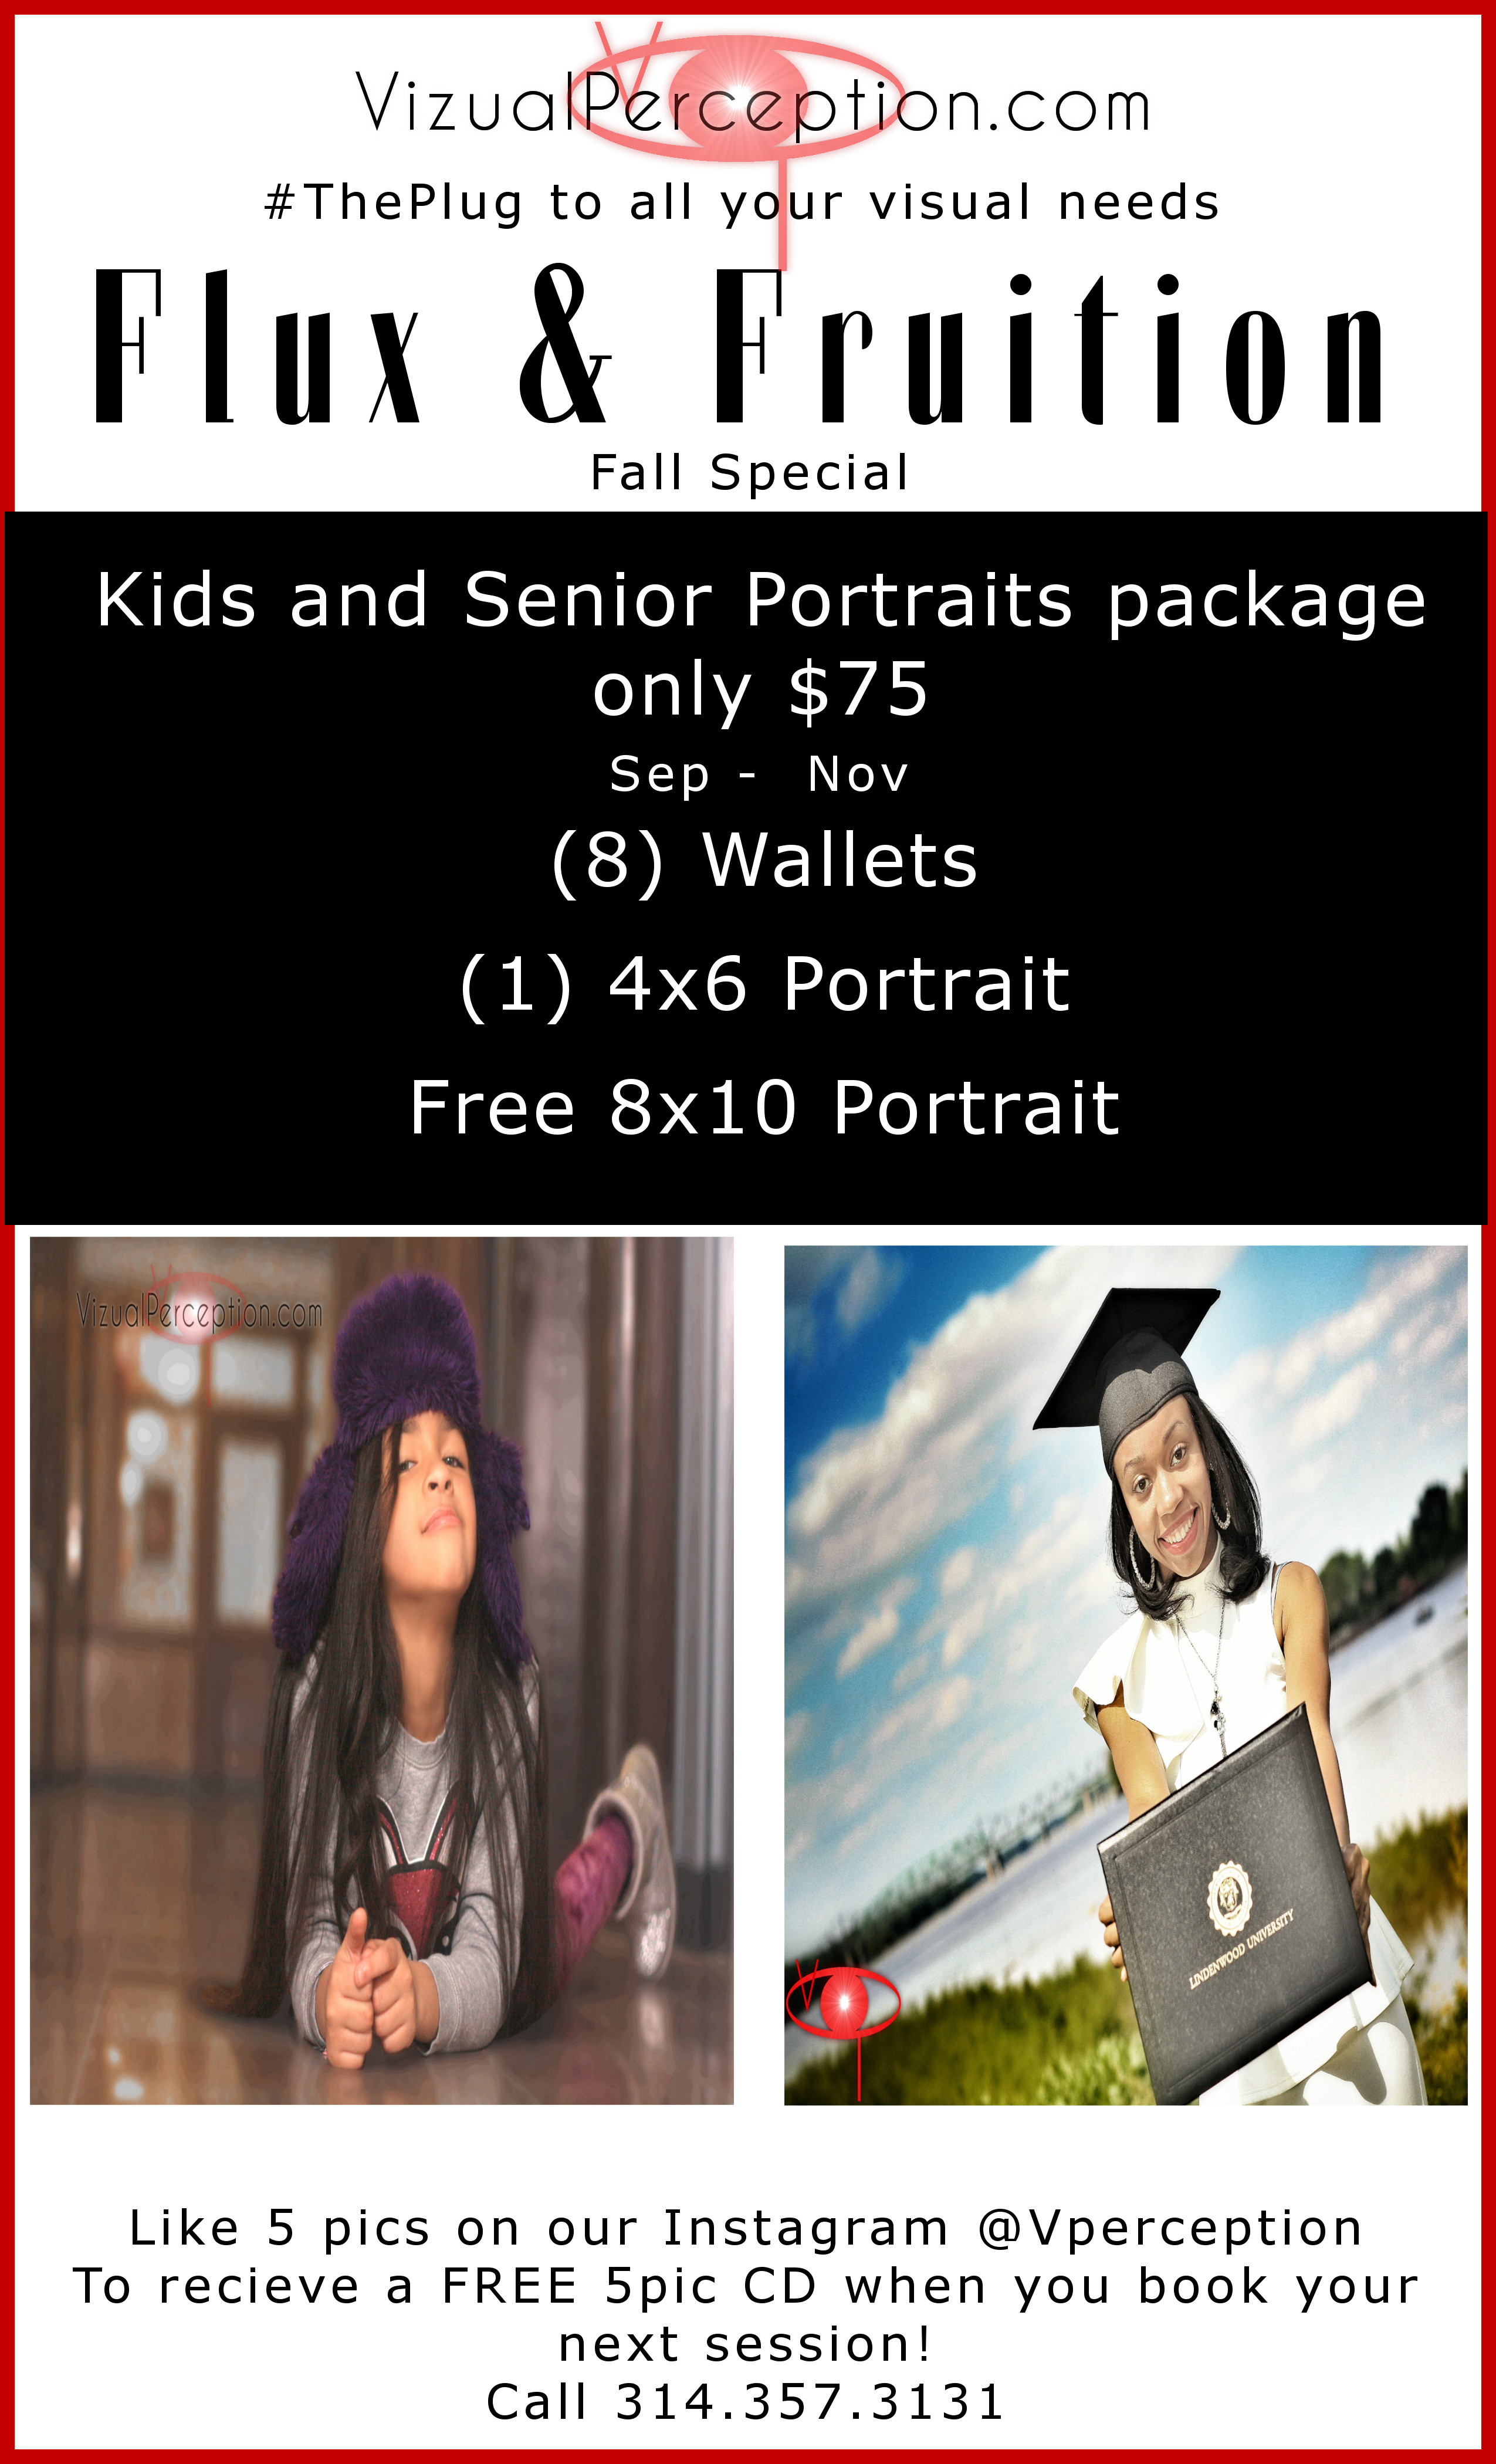 VizualPerception.com
#ThePlug to all your visual needs
Flux & Fruition
Fall Special
Kids and Senior Portraits package
only $75
Sep - Nov
(8) Wallets
(1) 4x6 Portrait
Free 8x10 Portrait
VizualPerception.com
LINDENWOOD UNIVERSITY
Like 5 pics on our Instagram @Vperception
To recieve a FREE 5pic CD when you book your
next session!
Call 314.357.3131